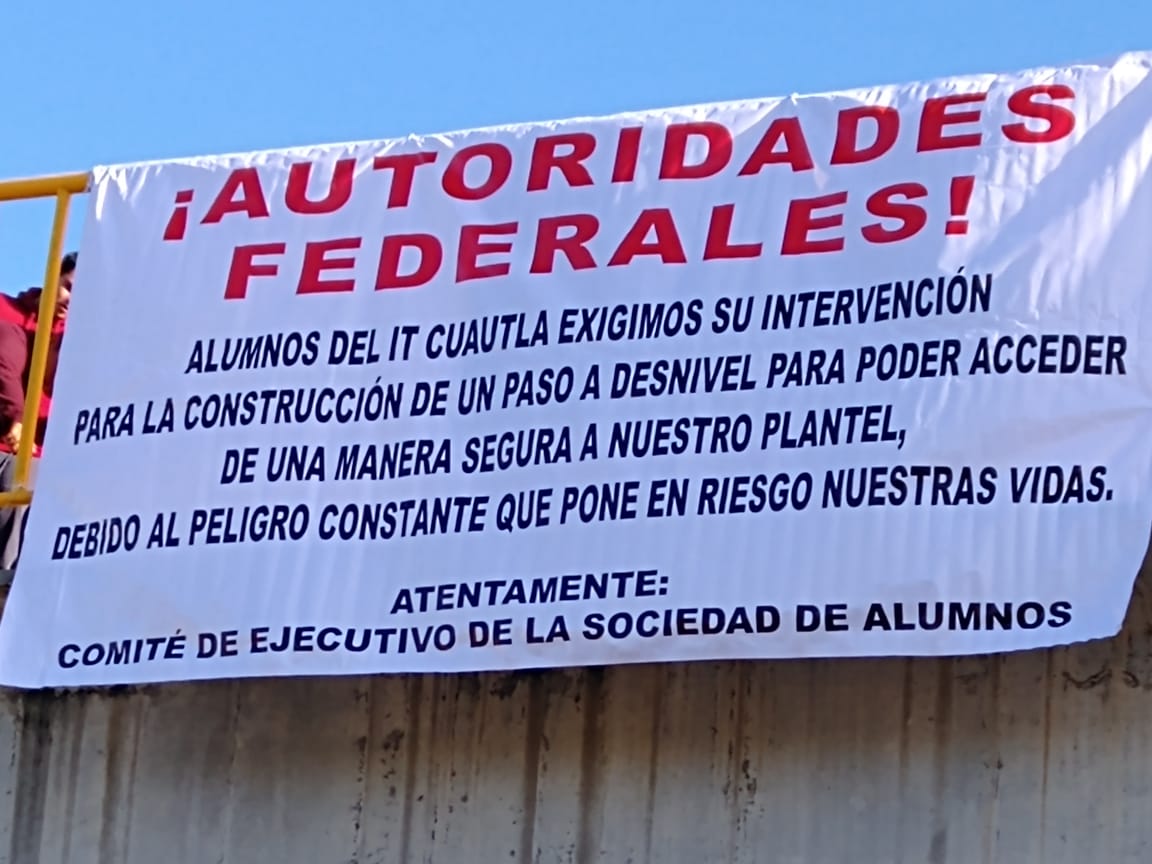 ¡AUTORIDADES
FEDERALES!
ALUMNOS DEL IT CUAUTLA EXIGIMOS SU INTERVENCIÓN
PARA LA CONSTRUCCIÓN DE UN PASO A DESNIVEL PARA PODER ACCEDER
DE UNA MANERA SEGURA A NUESTRO PLANTEL,
DEBIDO AL PELIGRO CONSTANTE QUE PONE EN RIESGO NUESTRAS VIDAS.
ATENTAMENTE:
COMITÉ DE EJECUTIVO DE LA SOCIEDAD DE ALUMNOS